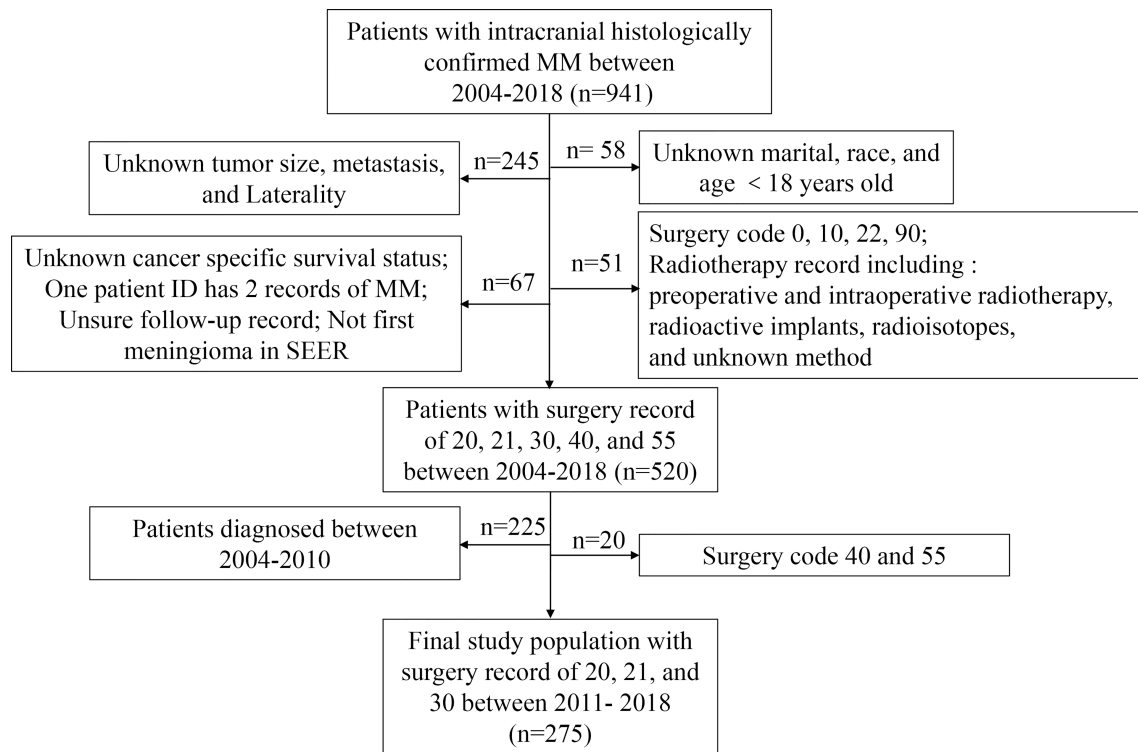 Patients with intracranial histologically
confirmed MM between
2004-2018 (n=941)
Unknown tumor size, metastasis,
and Laterality
n=245
n= 58
Unknown marital, race, and
age < 18 years old
Unknown cancer specific survival status;
One patient ID has 2 records of MM;
Unsure follow-up record; Not first
meningioma in SEER
n=67
n=51
Surgery code 0, 10, 22, 90;
Radiotherapy record including :
preoperative and intraoperative radiotherapy,
radioactive implants, radioisotopes,
and unknown method
Patients with surgery record
of 20, 21, 30, 40, and 55
between 2004-2018 (n=520)
Patients diagnosed between
2004-2010
n=225
n=20
Surgery code 40 and 55
Final study population with
surgery record of 20, 21, and
30 between 2011- 2018
(n=275)